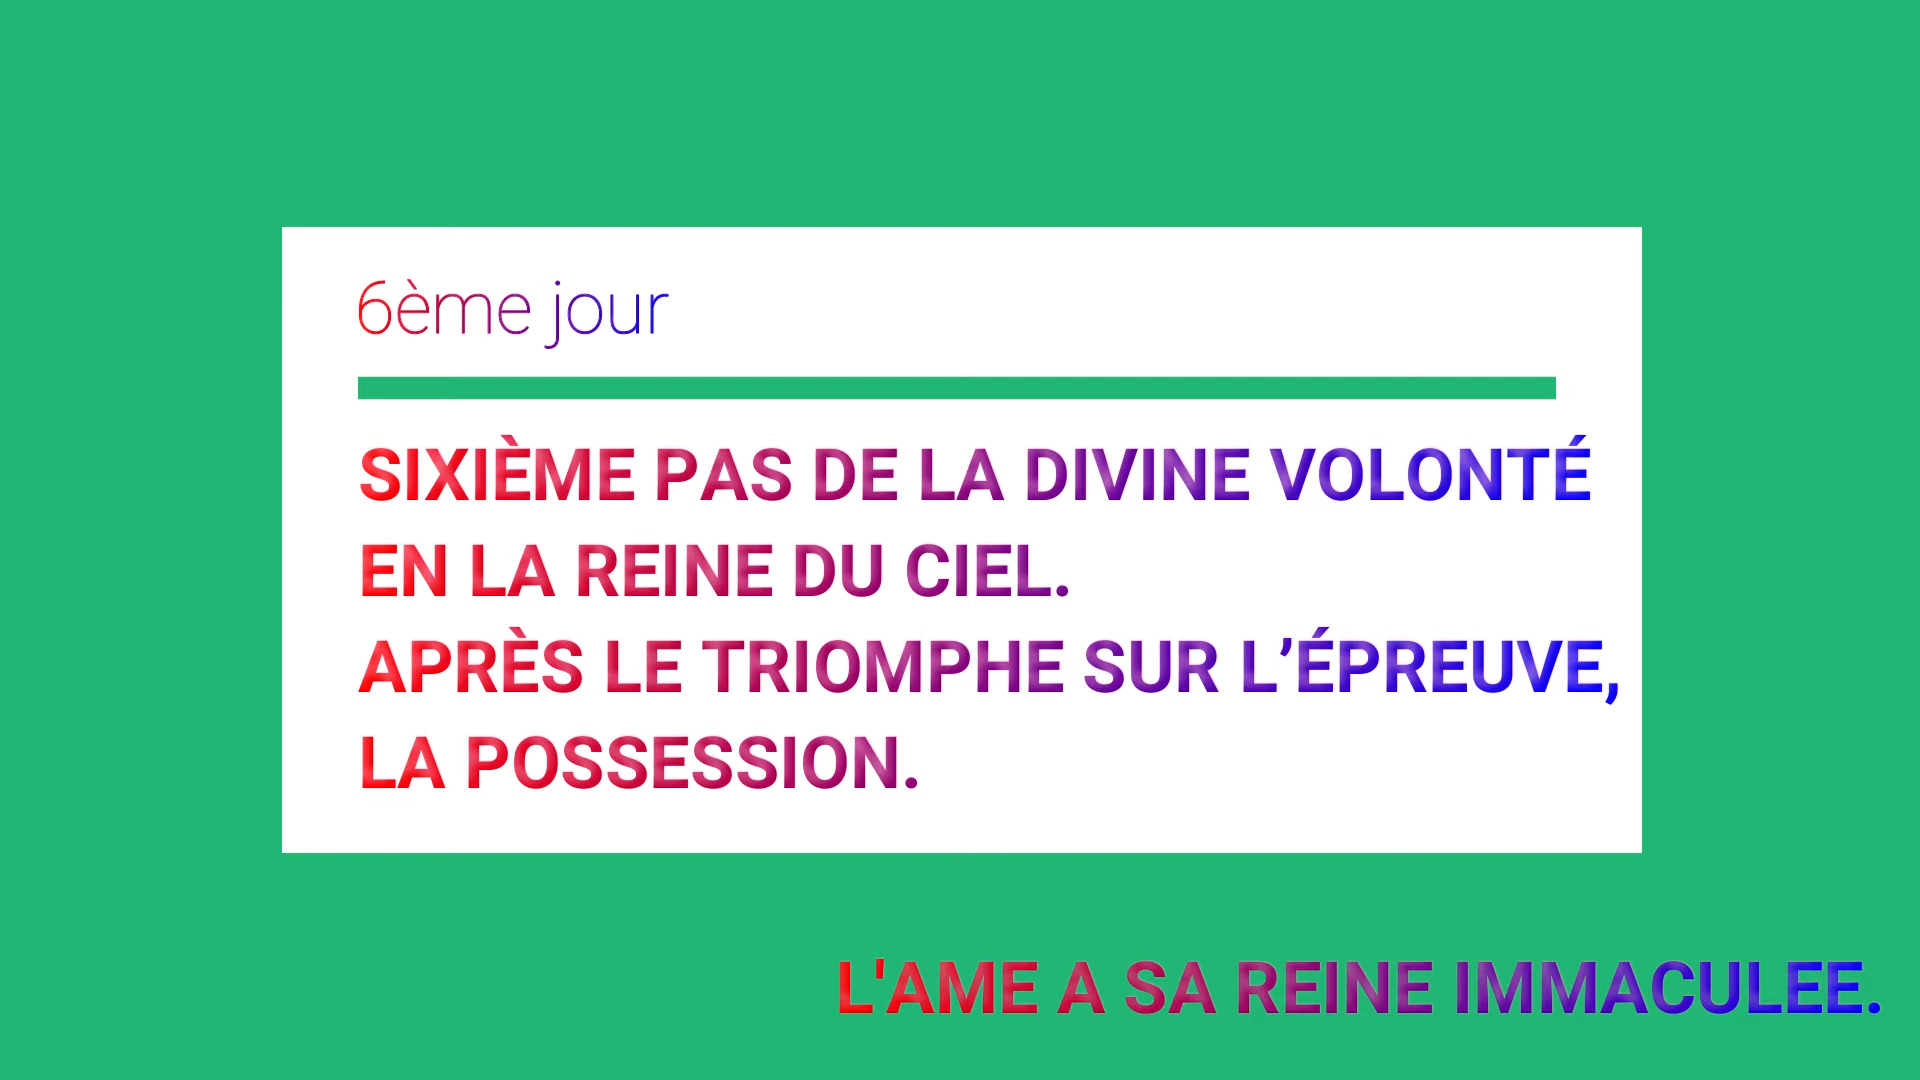 6ème jour
SIXIÈME PAS DE LA DIVINE VOLONTÉ
EN LA REINE DU CIEL.
APRÈS LE TRIOMPHE SUR L’ÉPREUVE,
LA POSSESSION.
L'AME A SA REINE IMMACULEE.